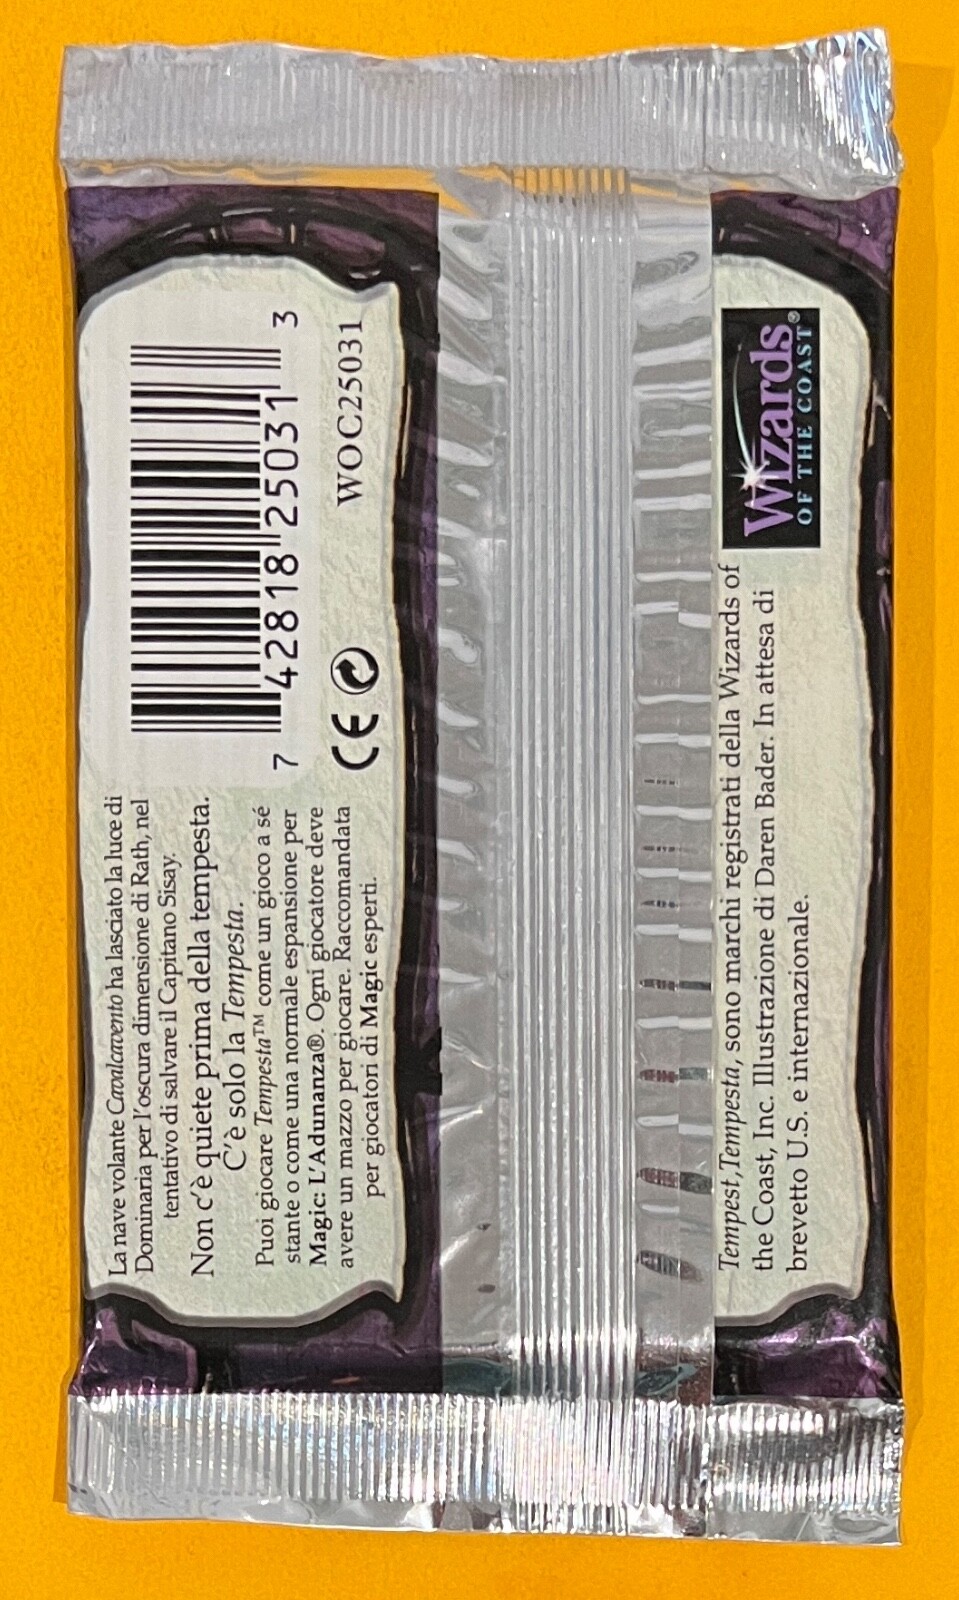 La nave volante Cavalcavento ha lasciato la luce di
Dominaria per l'oscura dimensione di Rath, nel
tentativo di salvare il Capitano Sisay.
Non c'è quiete prima della tempesta.
C'è solo la Tempesta.
Puoi giocare Tempesta™ come un gioco a sé
stante o come una normale espansione per
Magic: L'Adunanza®. Ogni giocatore deve
avere un mazzo per giocare. Raccomandata
per giocatori di Magic esperti.
7 42818 25031 3
CE
WOC25031
Tempest, Tempesta, sono marchi registrati della Wizards of
the Coast, Inc. Illustrazione di Daren Bader. In attesa di
brevetto U.S. e internazionale.
Wizards
OF THE COAST®